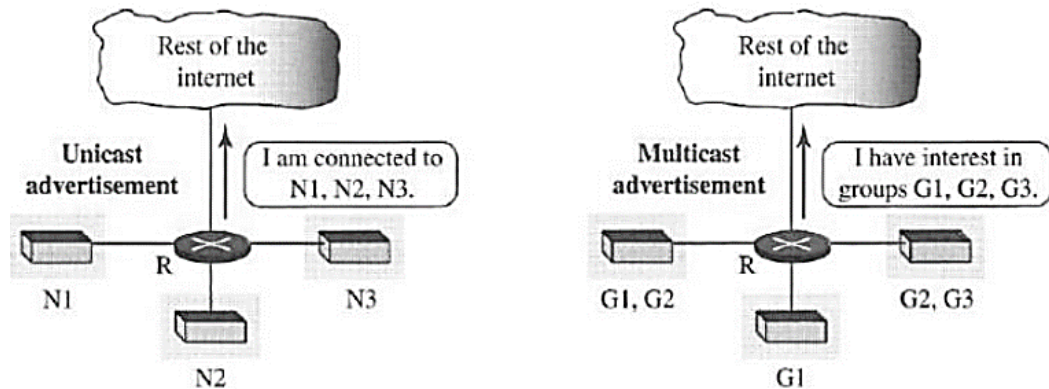 Rest of the
internet
Unicast
advertisement
I am connected to
N1, N2, N3.
R
N1
N3
N2
Rest of the
internet
Multicast
advertisement
I have interest in
groups G1, G2, G3.
R
G1, G2
G2, G3
G1